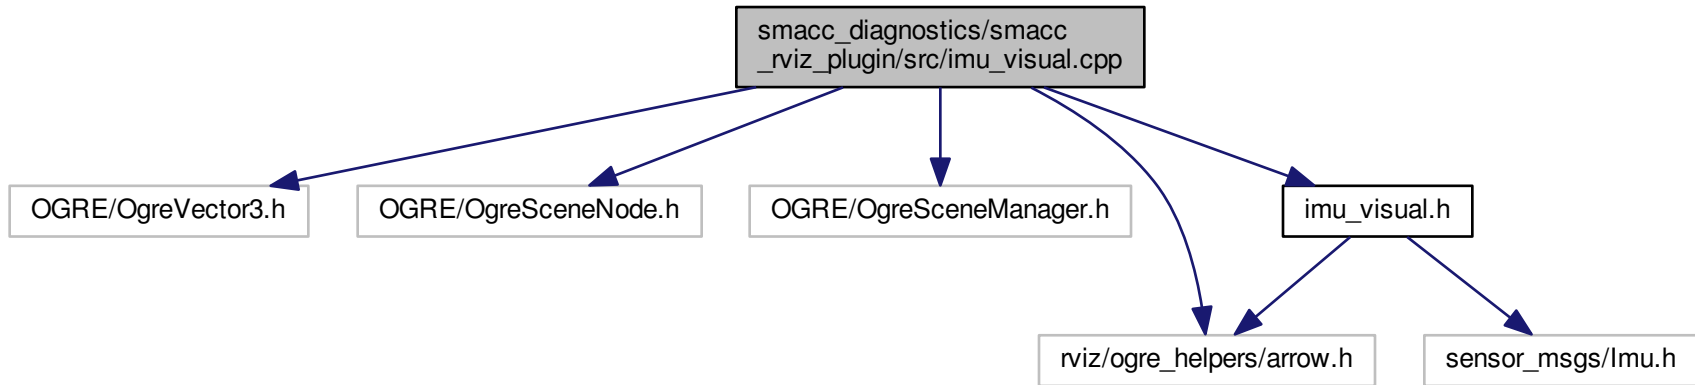 smacc_diagnostics/smacc
_rviz_plugin/src/imu_visual.cpp
OGRE/OgreVector3.h
OGRE/OgreSceneNode.h
OGRE/OgreSceneManager.h
imu_visual.h
rviz/ogre_helpers/arrow.h
sensor_msgs/Imu.h